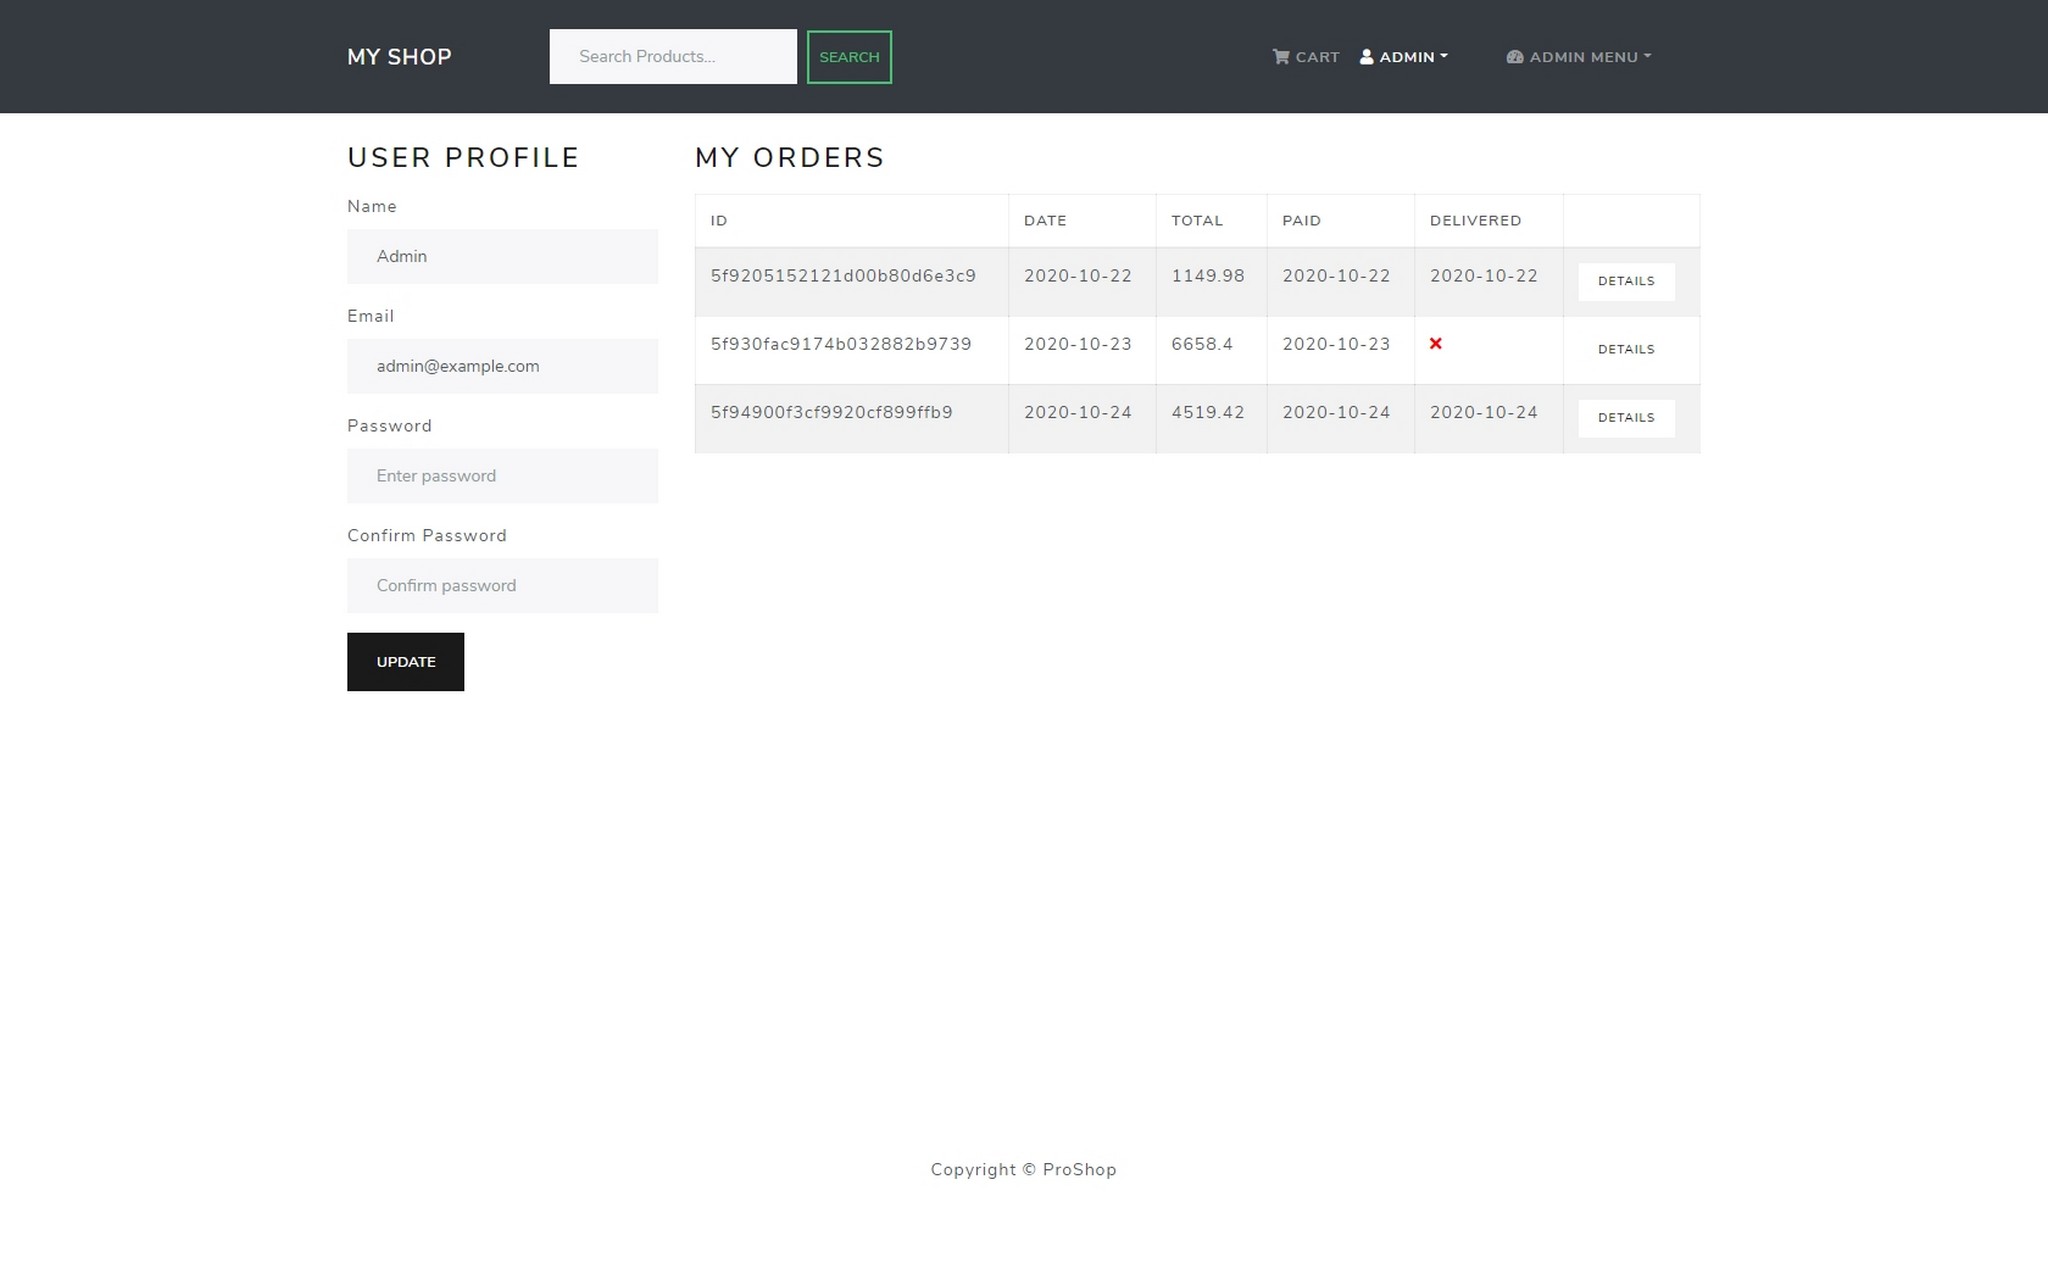 MY SHOP
Search Products...
SEARCH
CART
ADMIN
ADMIN MENU
USER PROFILE
Name
Admin
Email
admin@example.com
Password
Enter password
Confirm Password
Confirm password
UPDATE
MY ORDERS
ID DATE TOTAL PAID DELIVERED
5f9205152121d00b80d6e3c9 2020-10-22 1149.98 2020-10-22 2020-10-22 DETAILS
5f930fac9174b032882b9739 2020-10-23 6658.4 2020-10-23 DETAILS
5f94900f3cf9920cf899ffb9 2020-10-24 4519.42 2020-10-24 2020-10-24 DETAILS
Copyright © ProShop